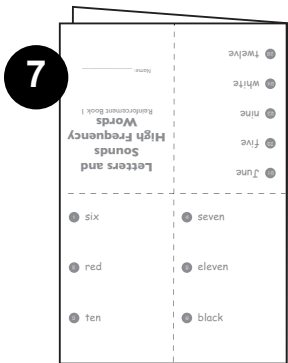 7
Letters and
Sounds
High Frequency
Words
Reinforcement Book 1
Name
June
five
nine
white
twelve
six
red
ten
seven
eleven
black